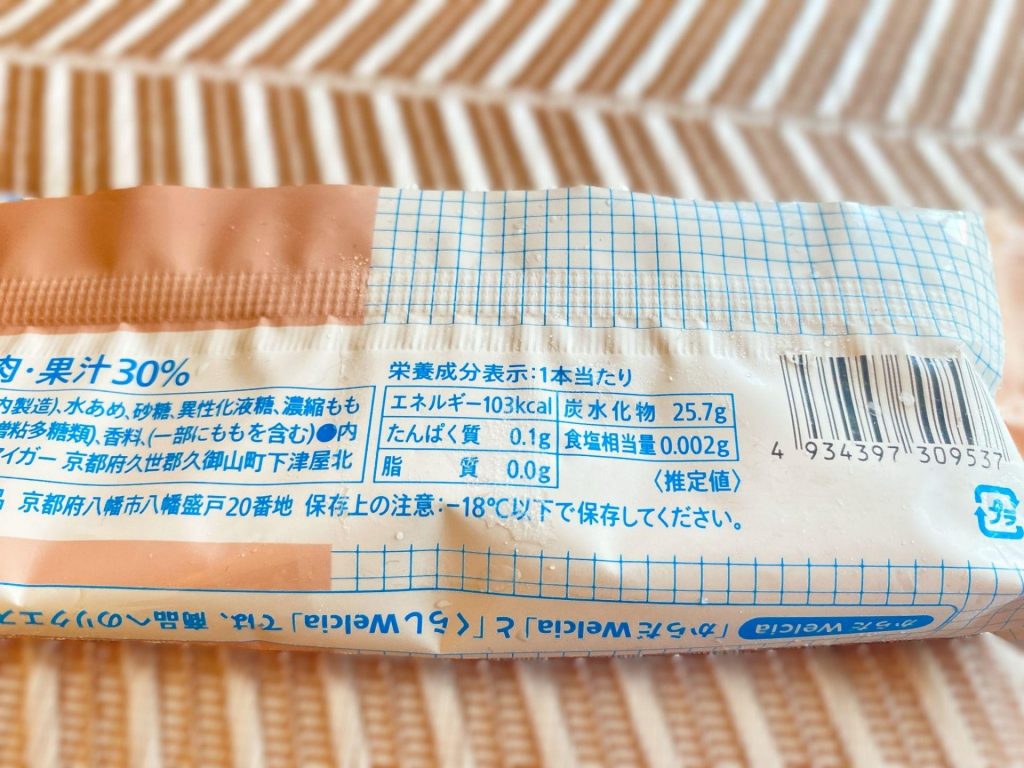 肉・果汁30%
内製造)、水あめ、砂糖、異性化液糖、濃縮もも
増粘多糖類)、香料、(一部にももを含む)●内
イガー 京都府久世郡久御山町下津屋北
京都府八幡市八幡盛戸20番地 保存上の注意:-18℃以下で保存してください。
栄養成分表示:1本当たり
エネルギー103kcal 炭水化物 25.7g
たんぱく質 0.1g 食塩相当量 0.002g
脂質 0.0g
〈推定値〉
4 934397 309537
プラ
からだ Welcia 「からだWelcia」と「くらしWelcia」では、商品へのリクエス